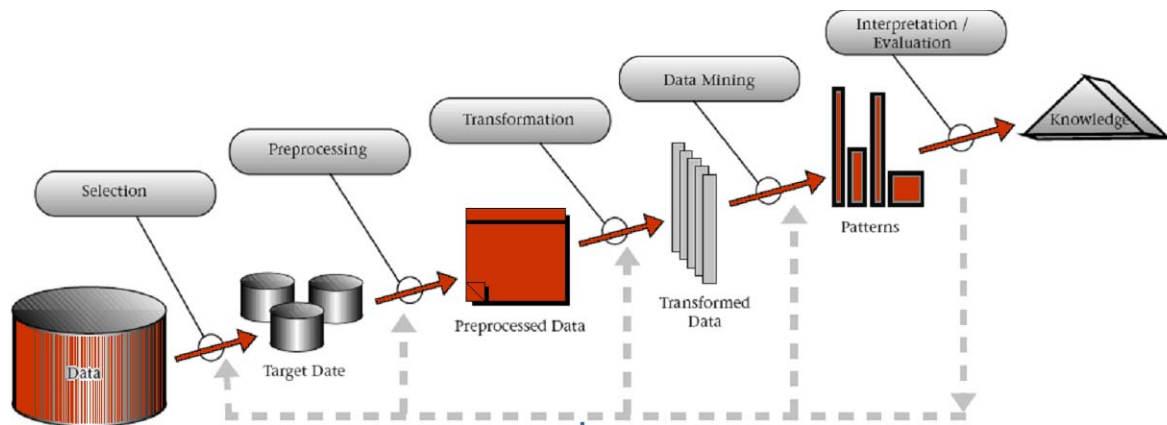 Interpretation /
Evaluation
Data Mining
Transformation
Preprocessing
Selection
Data
Target Date
Preprocessed Data
Transformed
Data
Patterns
Knowledge